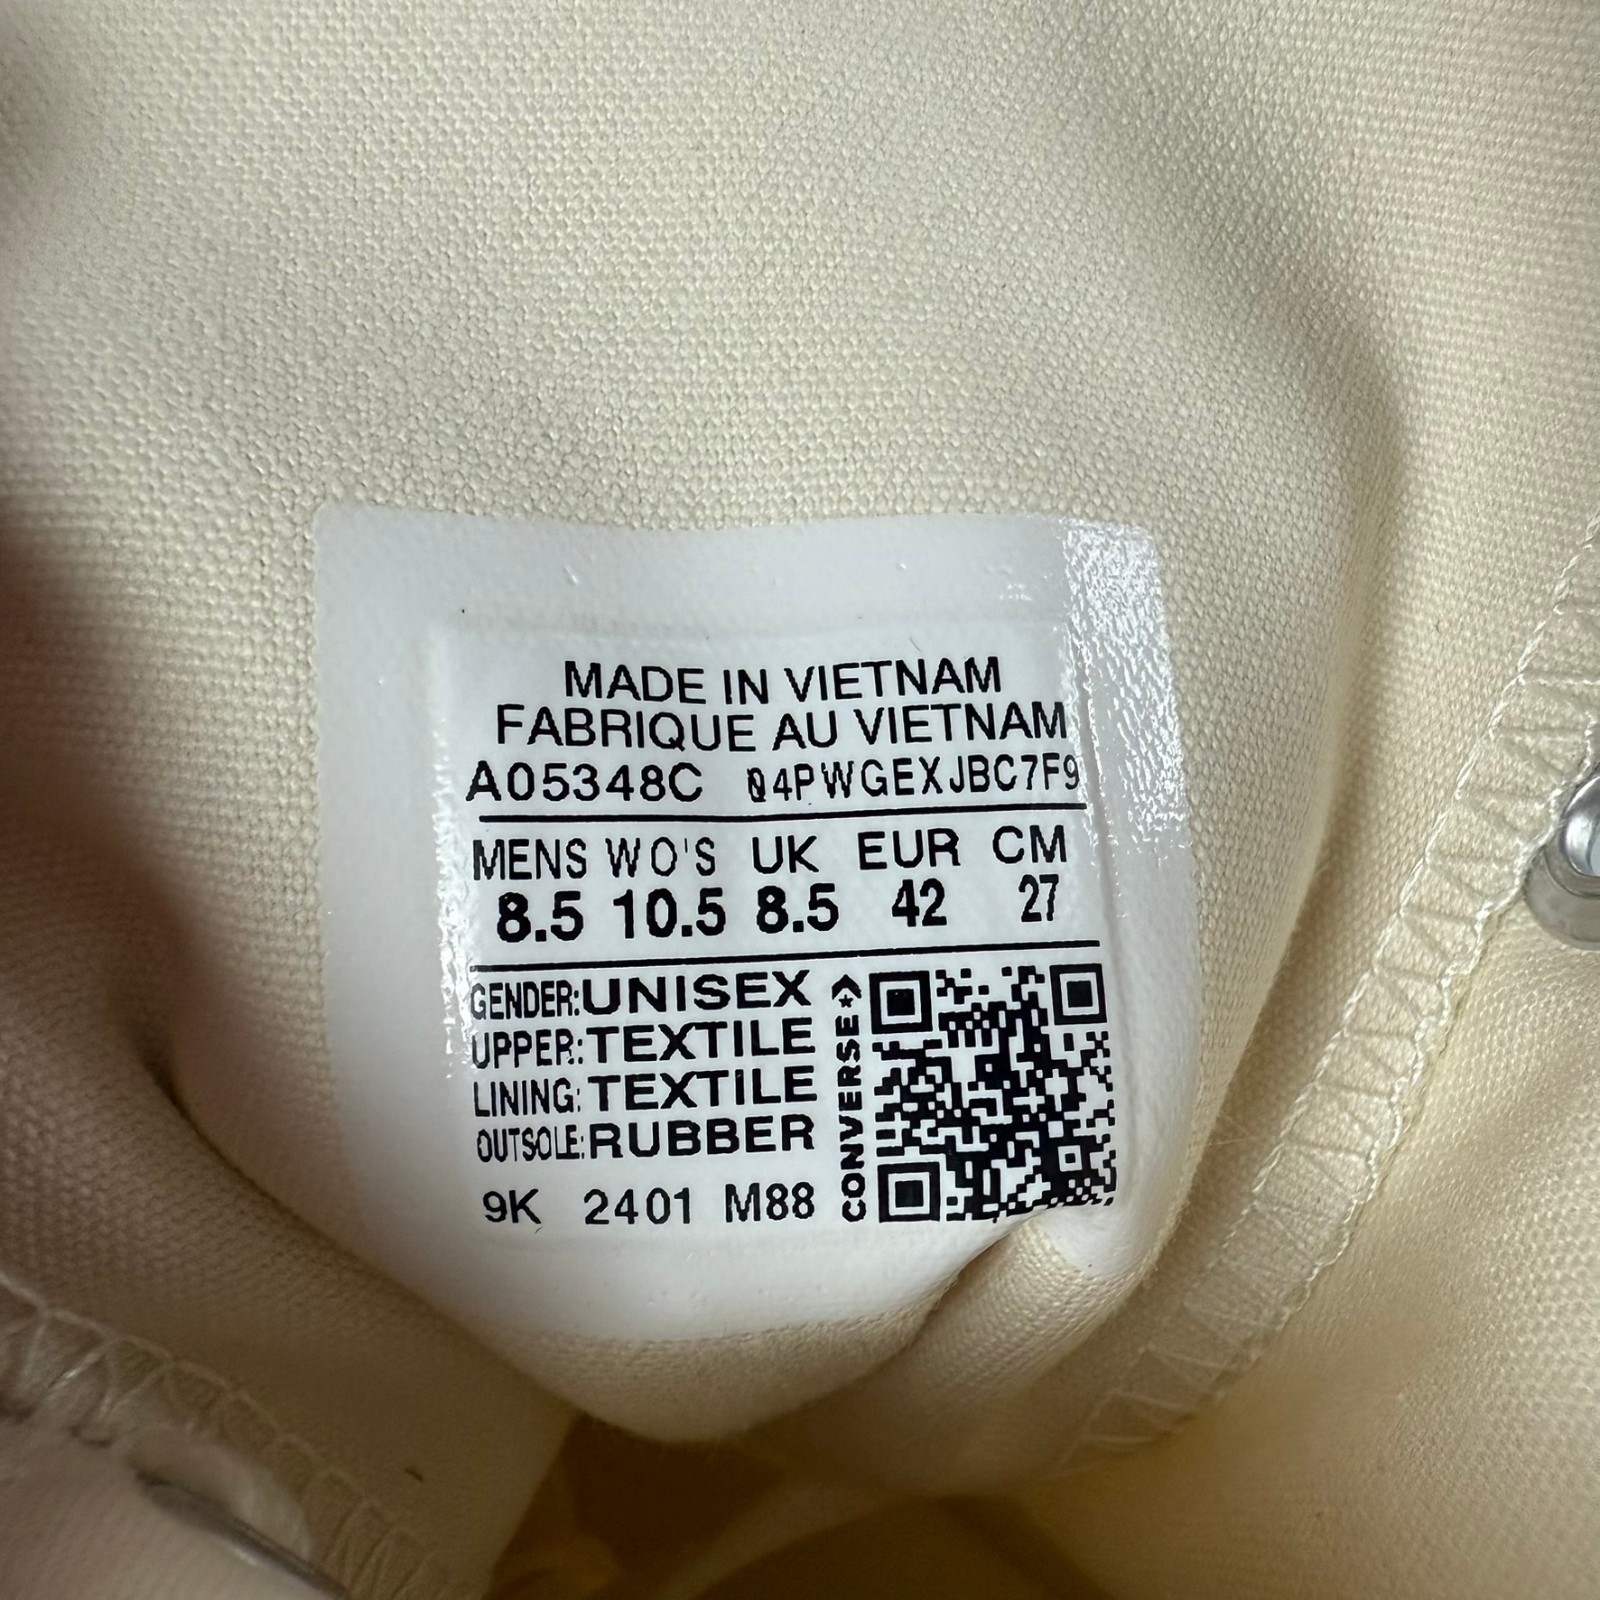 MADE IN VIETNAM
FABRIQUE AU VIETNAM
A05348C Q4PWGEXJBC7F9
MENS WO'S UK EUR CM
8.5 10.5 8.5 42 27
GENDER: UNISEX
UPPER: TEXTILE
LINING: TEXTILE
OUTSOLE: RUBBER
9K 2401 M88
CONVERSE